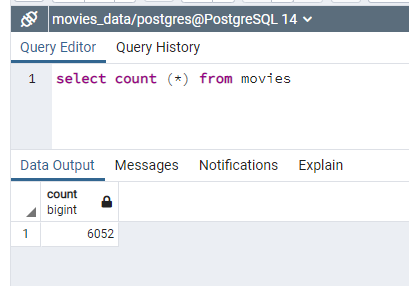 movies_data/postgres@PostgreSQL 14
Query Editor Query History
1 select count (*) from movies
Data Output Messages Notifications Explain
count
bigint
1 6052